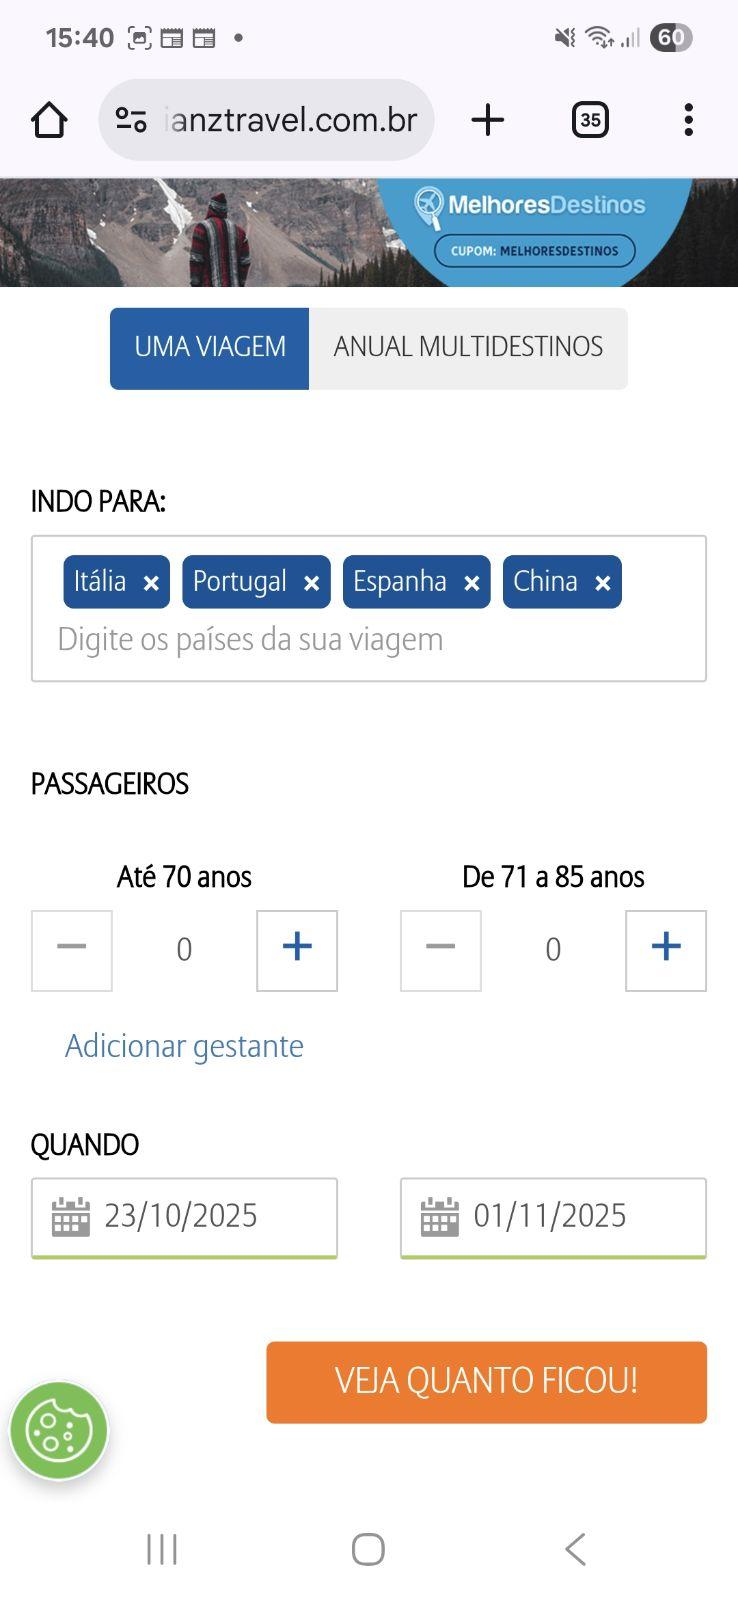 15:40 60
anztravel.com.br 35
MelhoresDestinos
CUPOM: MELHORESDESTINOS
UMA VIAGEM ANUAL MULTIDESTINOS
INDO PARA:
Itália × Portugal × Espanha × China ×
Digite os países da sua viagem
PASSAGEIROS
Até 70 anos De 71 a 85 anos
− 0 + − 0 +
Adicionar gestante
QUANDO
23/10/2025 01/11/2025
VEJA QUANTO FICOU!